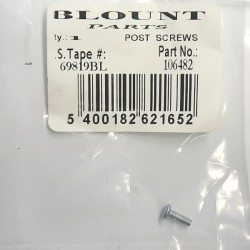 BLOUNT
PARTS
ty.: 1 POST SCREWS
.S.Tape #: Part No.:
69819BL 106482
5 400182 621652